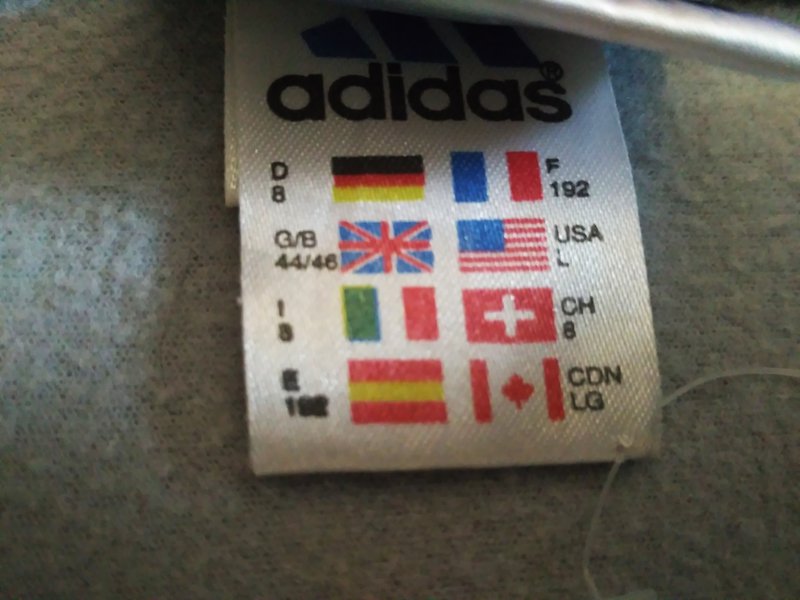 adidas®
D F
8 192
G/B USA
44/46 L
I CH
8 8
E CDN
192 LG